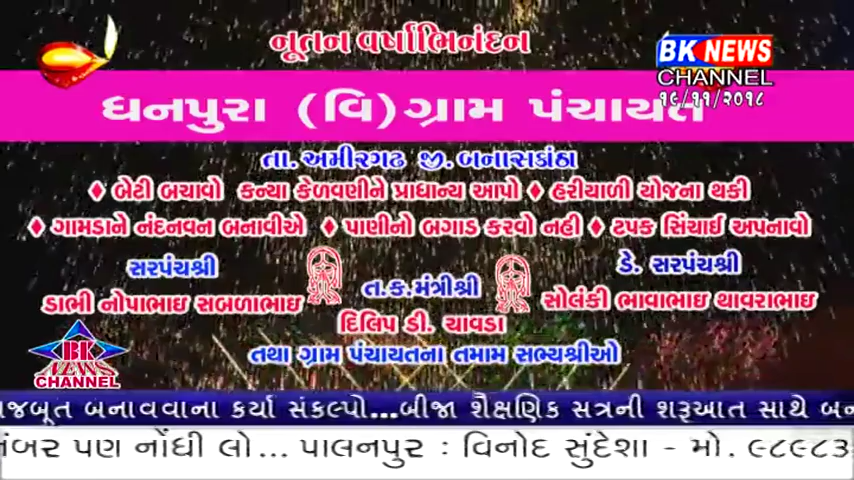 નૂતન વર્ષાભિનંદન
BK NEWS
CHANNEL
૧૯/૧૧/૨૦૧૮
ધનપુરા (વિ)ગ્રામ પંચાયત
તા. અમીરગઢ જી. બનાસકાંઠા
♦ બેટી બચાવો કન્યા કેળવણીને પ્રાધાન્ય આપો ♦ હરીયાળી યોજના થકી
♦ ગામડાને નંદનવન બનાવીએ ♦ પાણીનો બગાડ કરવો નહી ♦ ટપક સિંચાઈ અપનાવો
સરપંચશ્રી
ડાભી નોપાભાઇ સબળાભાઇ
ત.ક.મંત્રીશ્રી
દિલિપ ડી. ચાવડા
ડે. સરપંચશ્રી
સોલંકી ભાવાભાઇ થાવરાભાઇ
તથા ગ્રામ પંચાયતના તમામ સભ્યશ્રીઓ
BK
NEWS
CHANNEL
જબૂત બનાવવાના કર્યા સંકલ્પો...બીજા શૈક્ષણિક સત્રની શરૂઆત સાથે બન
નંબર પણ નોંધી લો... પાલનપુર : વિનોદ સુંદેશા - મો. ૯૮૯૮૩